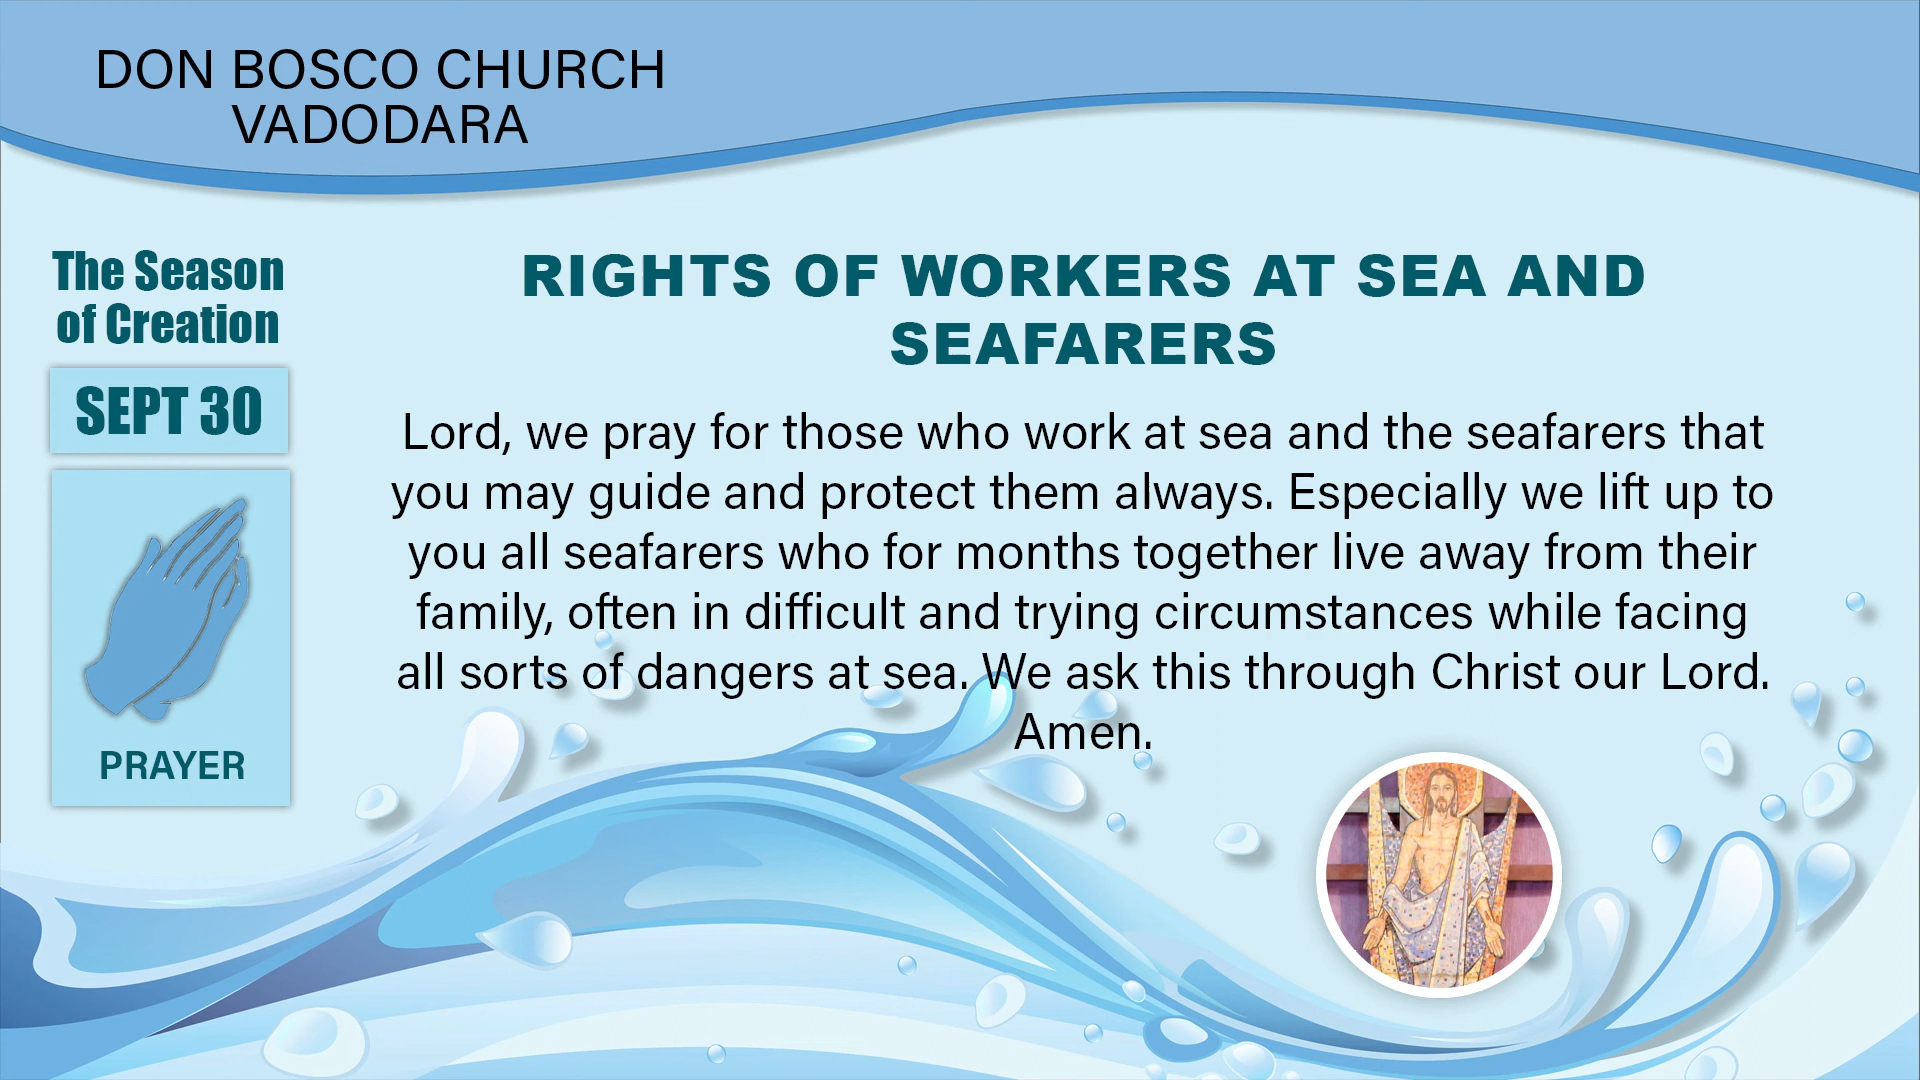 DON BOSCO CHURCH
VADODARA
The Season
of Creation
SEPT 30
PRAYER
RIGHTS OF WORKERS AT SEA AND
SEAFARERS
Lord, we pray for those who work at sea and the seafarers that
you may guide and protect them always. Especially we lift up to
you all seafarers who for months together live away from their
family, often in difficult and trying circumstances while facing
all sorts of dangers at sea. We ask this through Christ our Lord.
Amen.